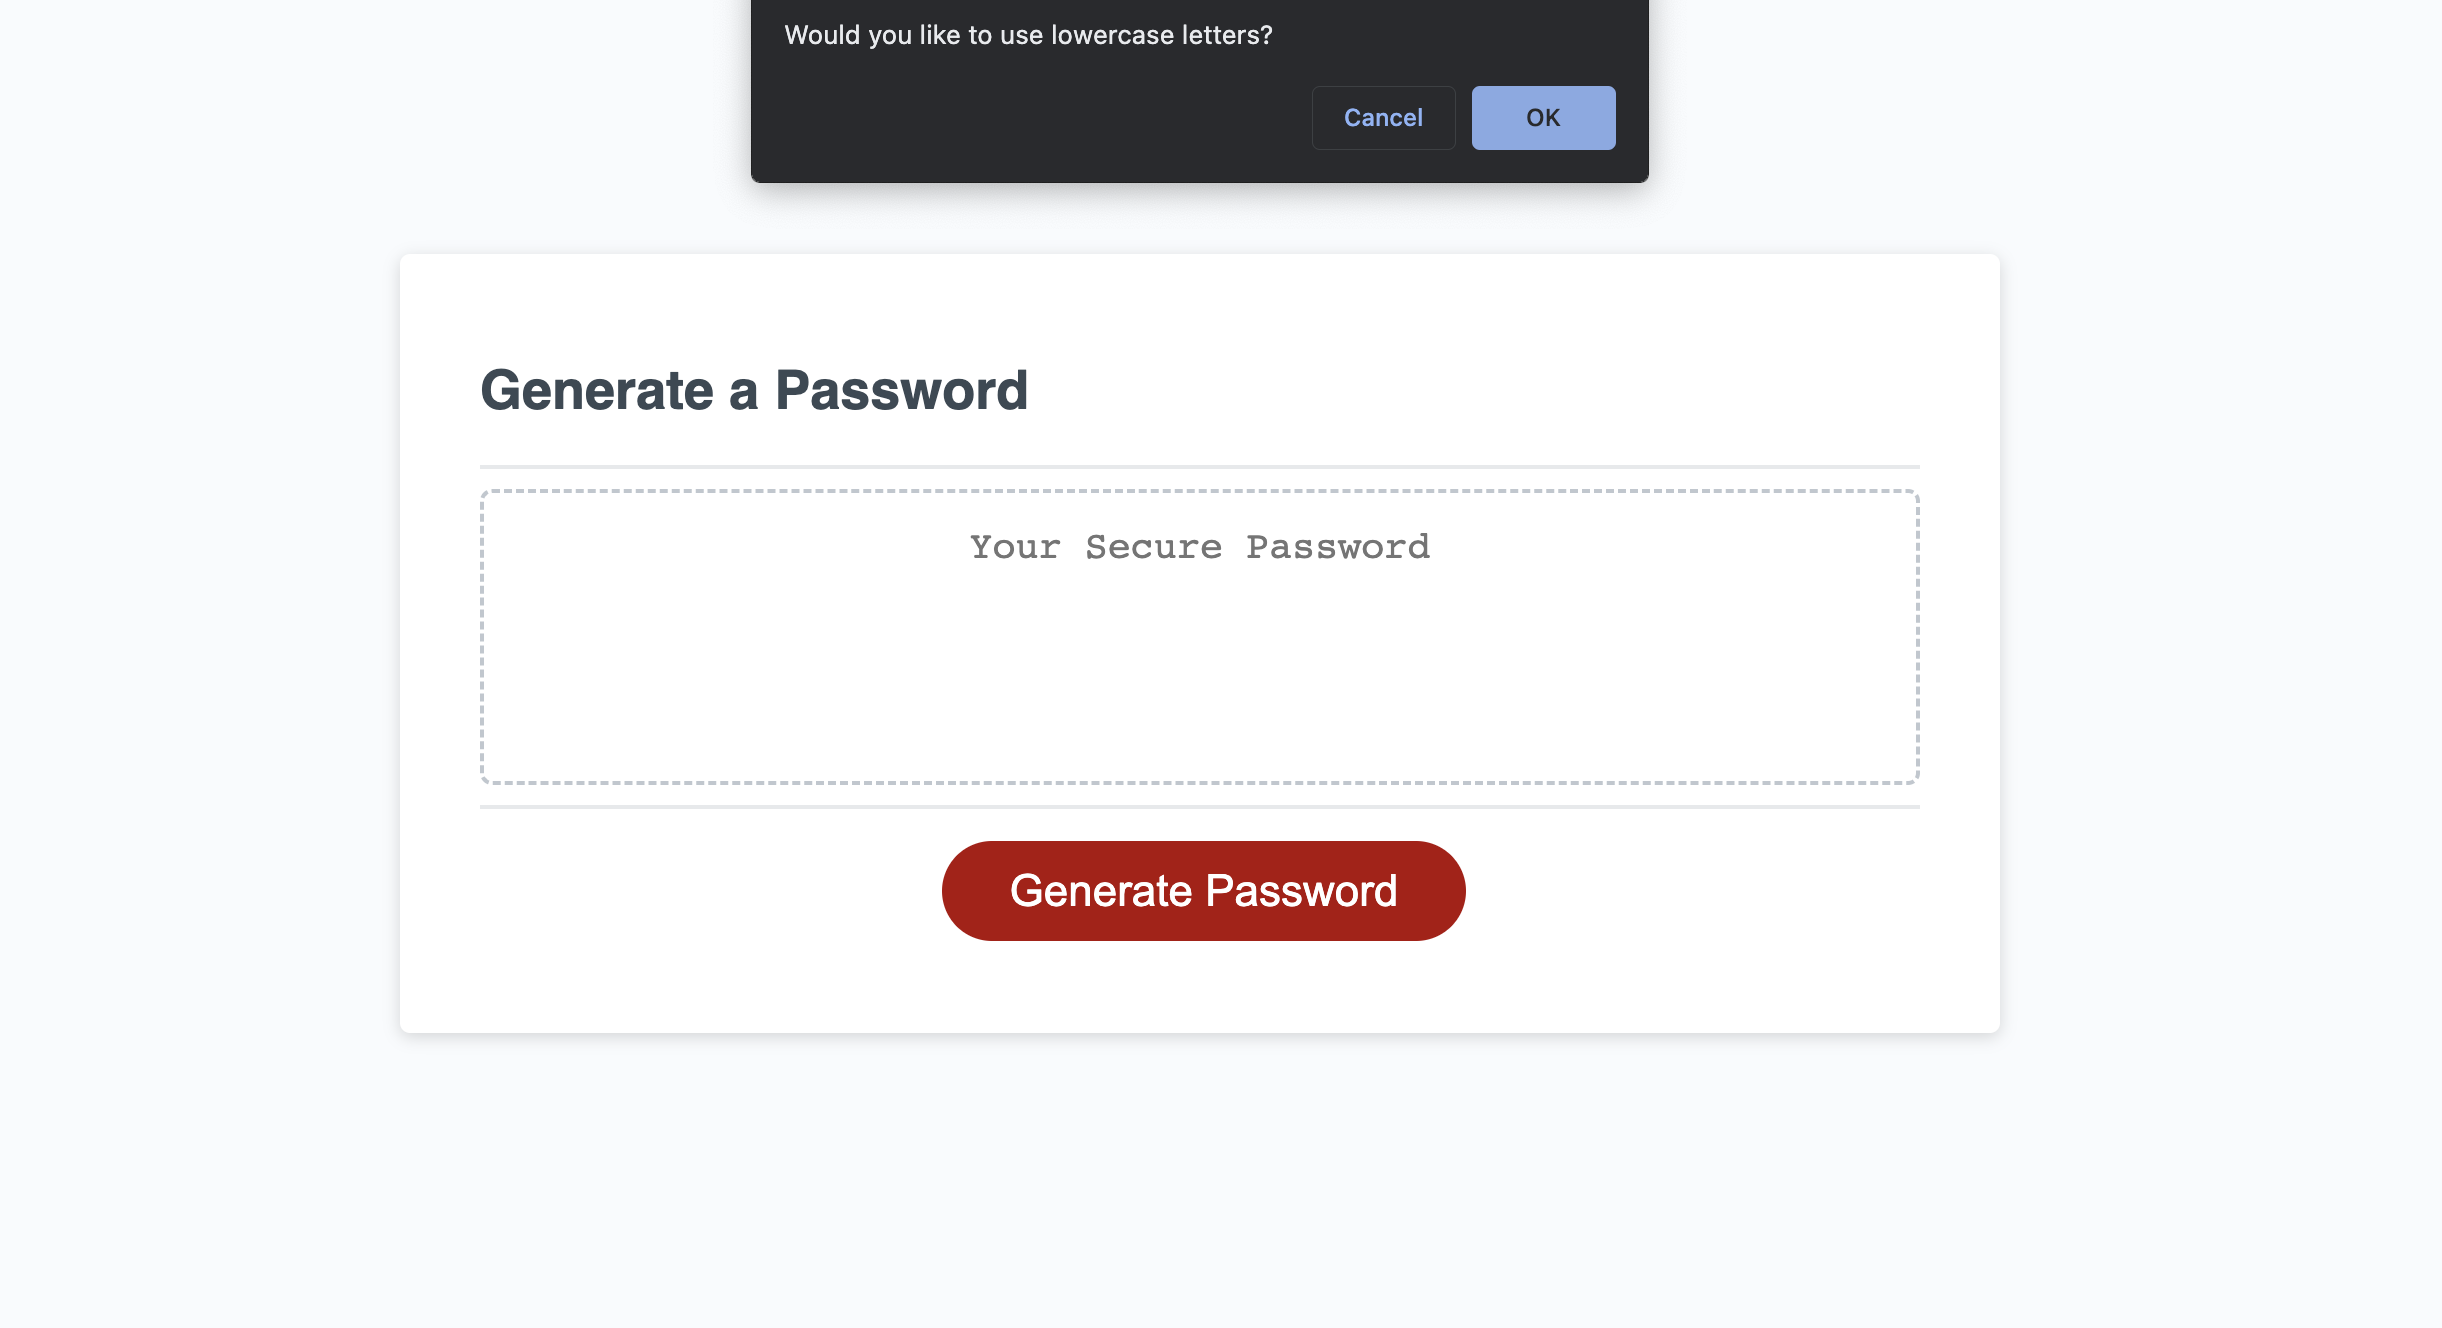 Would you like to use lowercase letters?
Cancel
OK
Generate a Password
Your Secure Password
Generate Password